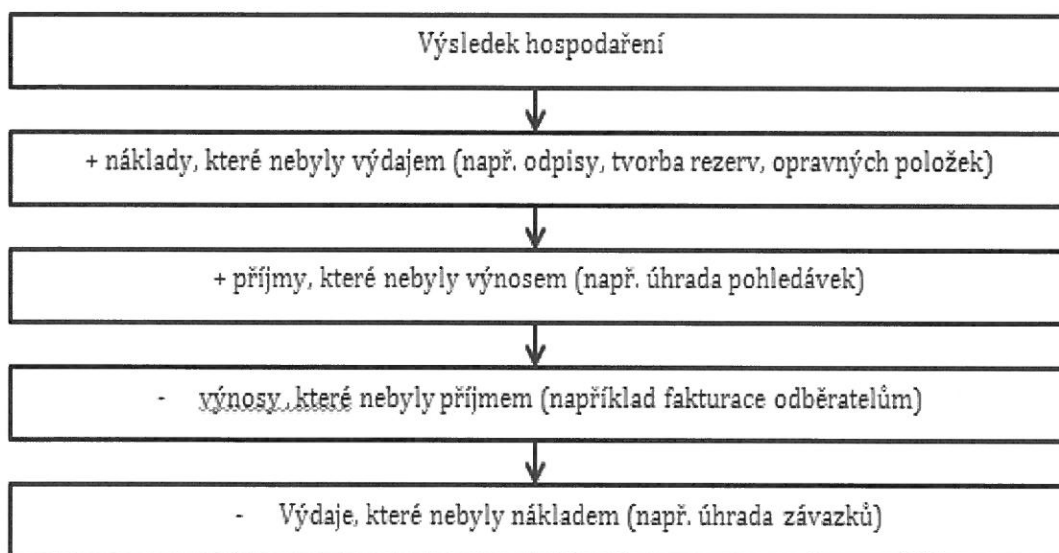 Výsledek hospodaření
+ náklady, které nebyly výdajem (např. odpisy, tvorba rezerv, opravných položek)
+ příjmy, které nebyly výnosem (např. úhrada pohledávek)
- výnosy ,které nebyly příjmem (například fakturace odběratelům)
- Výdaje, které nebyly nákladem (např. úhrada závazků)